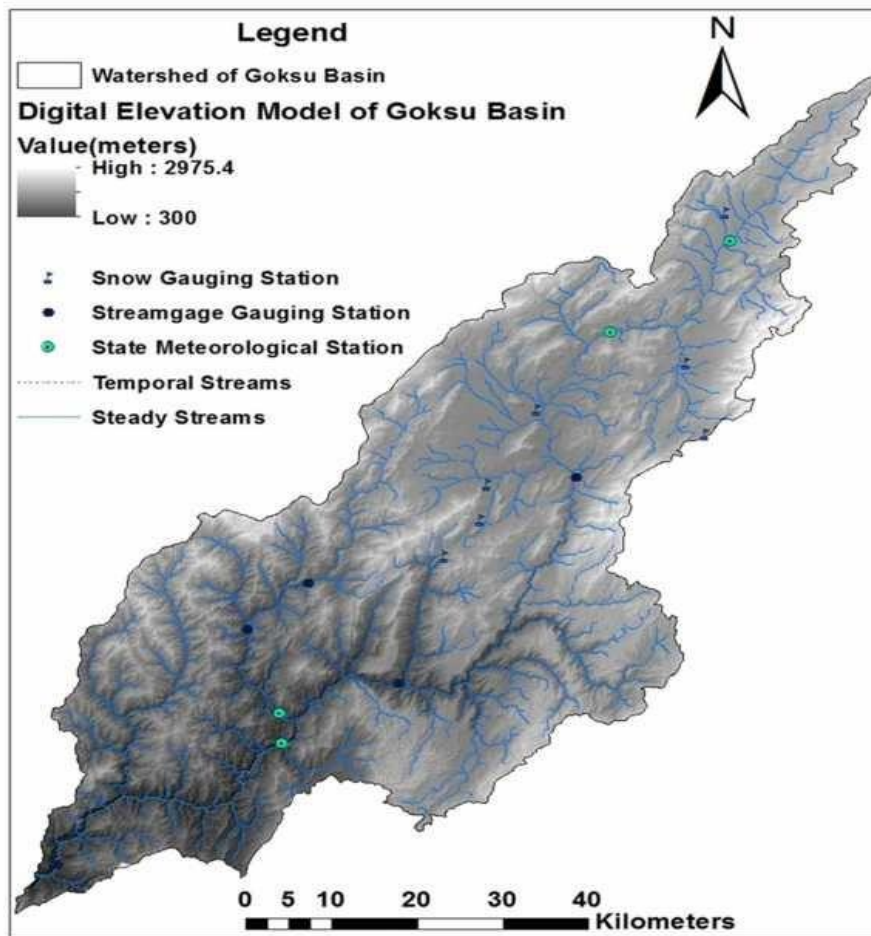 Legend
N
Watershed of Goksu Basin
Digital Elevation Model of Goksu Basin
Value(meters)
High : 2975.4
Low : 300
Snow Gauging Station
Streamgage Gauging Station
State Meteorological Station
Temporal Streams
Steady Streams
0 5 10 20 30 40
Kilometers